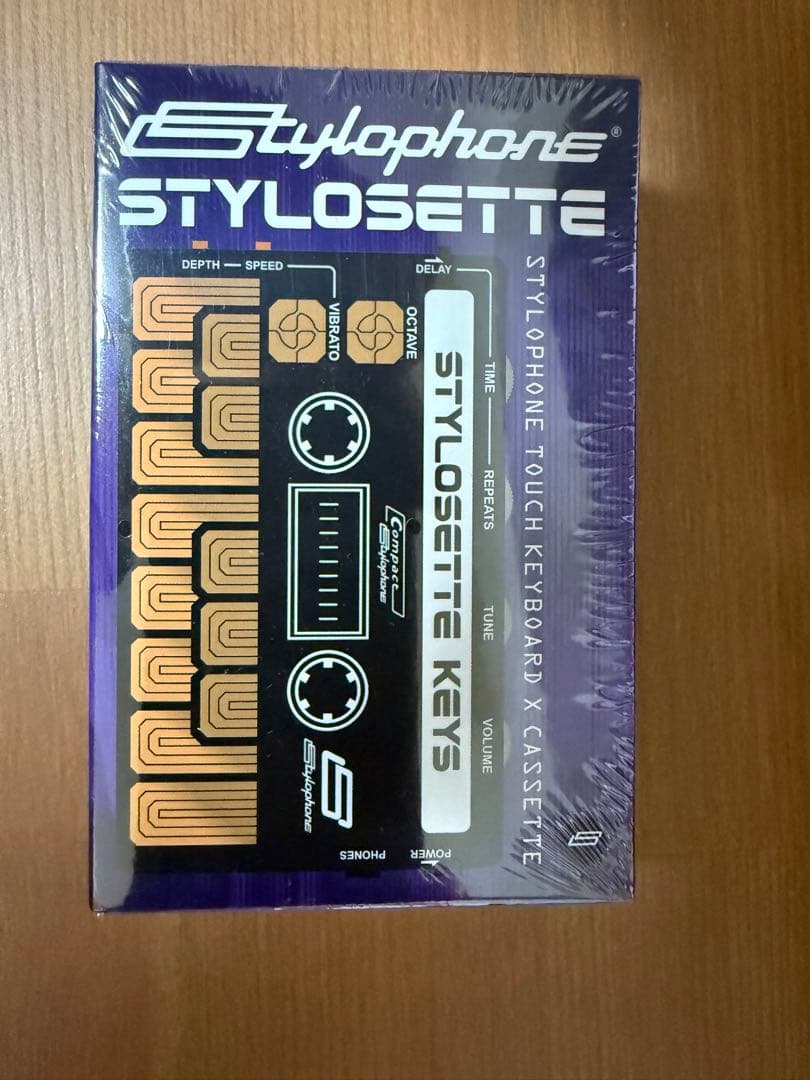 Stylophone®
STYLOSETTE
DEPTH — SPEED
DELAY
VIBRATO
OCTAVE
TIME
REPEATS
TUNE
VOLUME
STYLOSETTE KEYS
STYLOPHONE TOUCH KEYBOARD X CASSETTE
Compact
Stylophone
S
Stylophone
PHONES
POWER
S